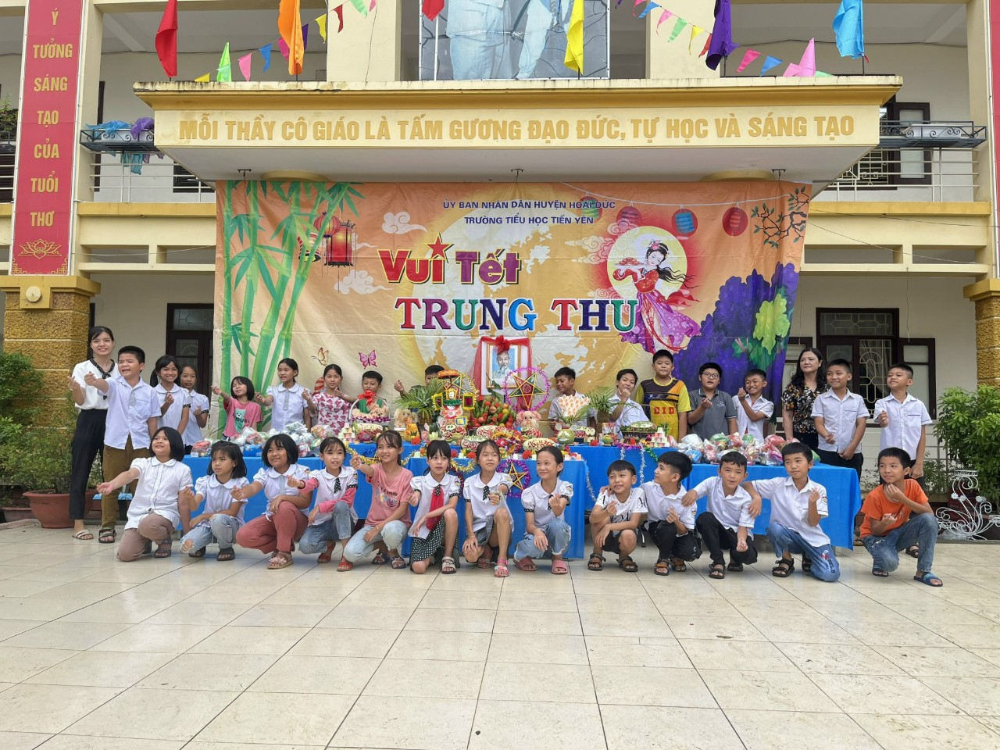 Ý
TƯỞNG
SÁNG
TẠO
CỦA
TUỔI
THƠ
MỖI THẦY CÔ GIÁO LÀ TẤM GƯƠNG ĐẠO ĐỨC, TỰ HỌC VÀ SÁNG TẠO
ỦY BAN NHÂN DÂN HUYỆN HOÀI ĐỨC
TRƯỜNG TIỂU HỌC TIỀN YÊN
Vui Tết
TRUNG THU